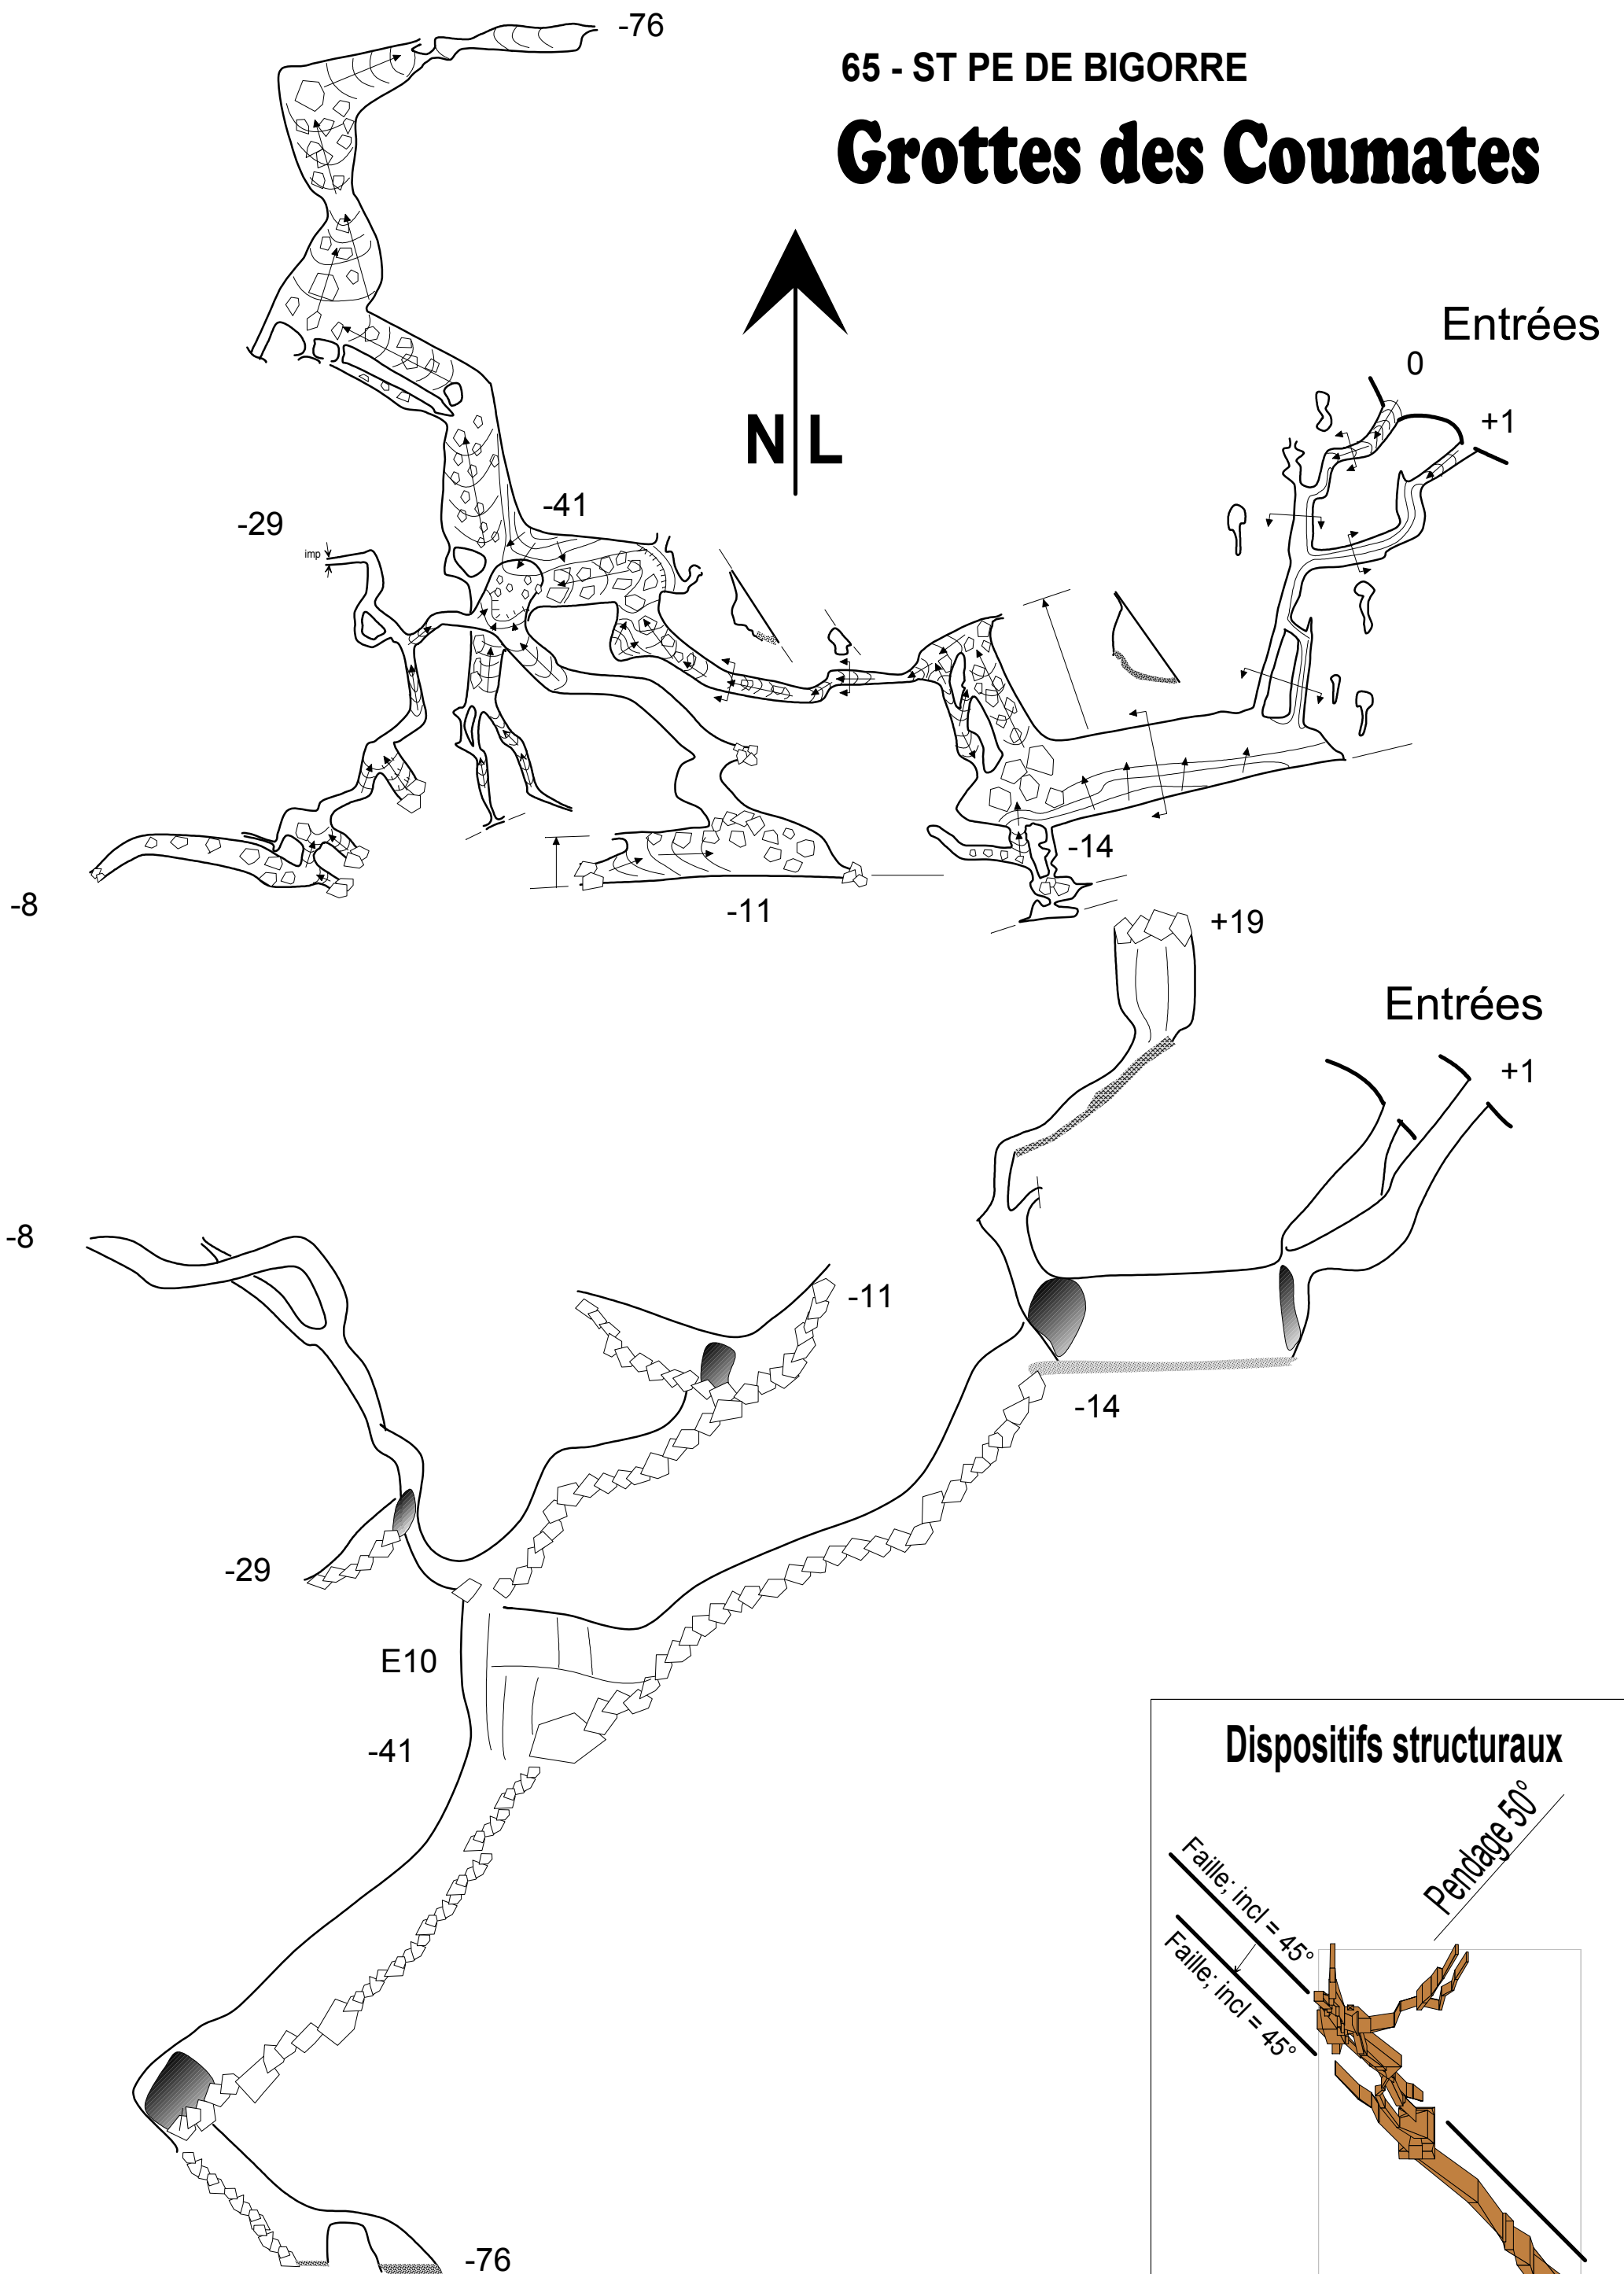 -76
65 - ST PE DE BIGORRE
Grottes des Coumates
Entrées
0
+1
N L
-41
-29
imp
-14
-8
-11
+19
Entrées
+1
-8
-11
-14
-29
E10
-41
Dispositifs structuraux
Pendage 50°
Faille; incl = 45°
Faille; incl = 45°
-76